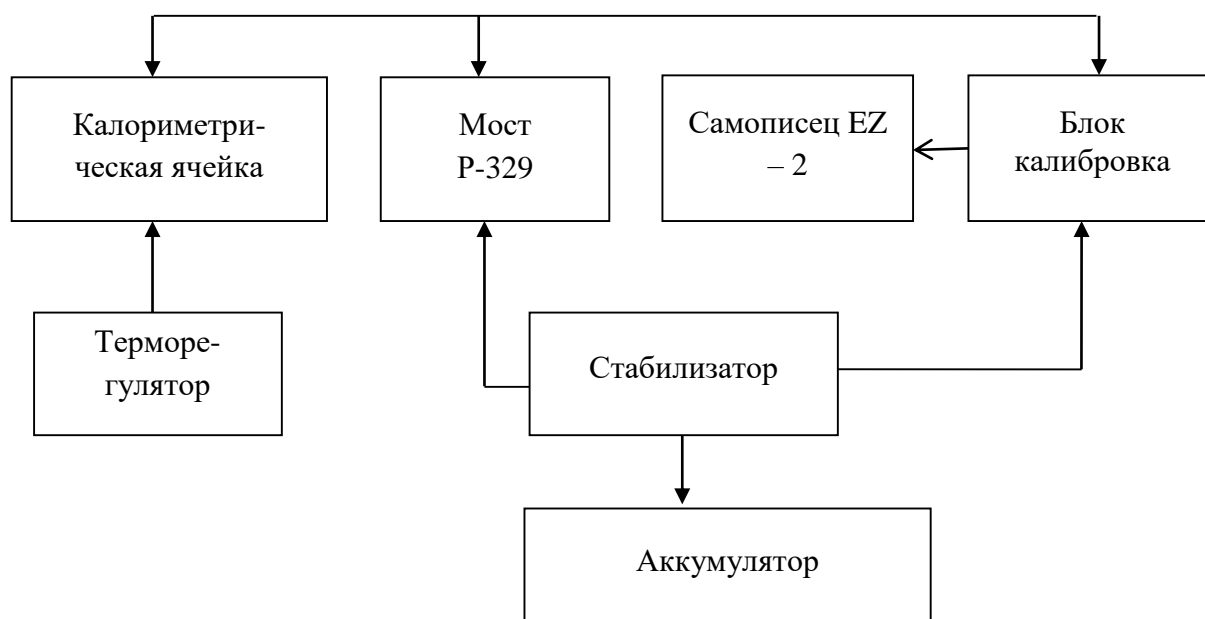 Калориметри-
ческая ячейка
Мост
Р-329
Самописец EZ
– 2
Блок
калибровка
Терморе-
гулятор
Стабилизатор
Аккумулятор